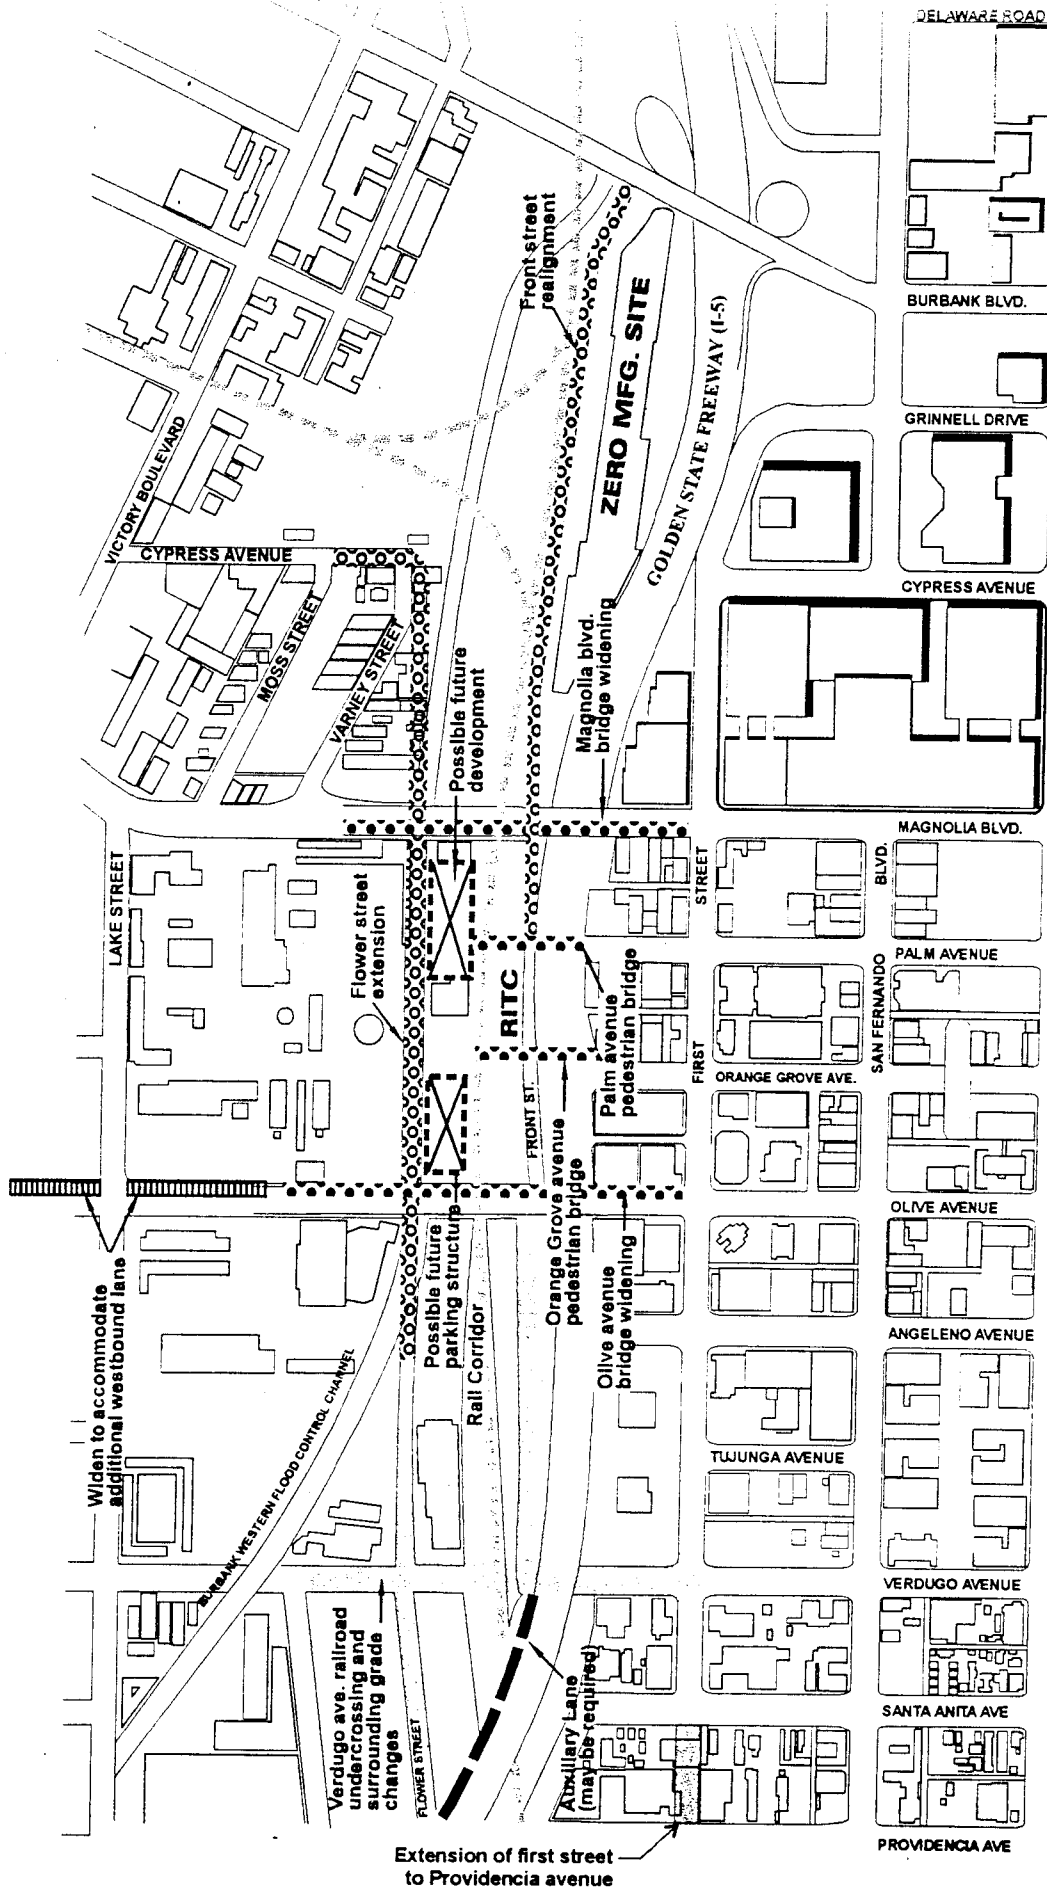 DELAWARE ROAD
Front street
realignment
BURBANK BLVD.
ZERO MFG. SITE
GOLDEN STATE FREEWAY (I-5)
GRINNELL DRIVE
VICTORY BOULEVARD
CYPRESS AVENUE
CYPRESS AVENUE
MOSS STREET
VARNEY STREET
Possible future
development
Magnolia blvd.
bridge widening
MAGNOLIA BLVD.
LAKE STREET
Flower street
extension
STREET
BLVD.
PALM AVENUE
RITC
Palm avenue
pedestrian bridge
FIRST
SAN FERNANDO
ORANGE GROVE AVE.
FRONT ST.
Orange Grove avenue
pedestrian bridge
OLIVE AVENUE
Olive avenue
bridge widening
Possible future
parking structure
Rail Corridor
Widen to accommodate
additional westbound lane
ANGELENO AVENUE
BURBANK WESTERN FLOOD CONTROL CHANNEL
TUJUNGA AVENUE
VERDUGO AVENUE
Verdugo ave. railroad
undercrossing and
surrounding grade
changes
FLOWER STREET
Auxiliary Lane
(may be required)
SANTA ANITA AVE
Extension of first street
to Providencia avenue
PROVIDENCIA AVE